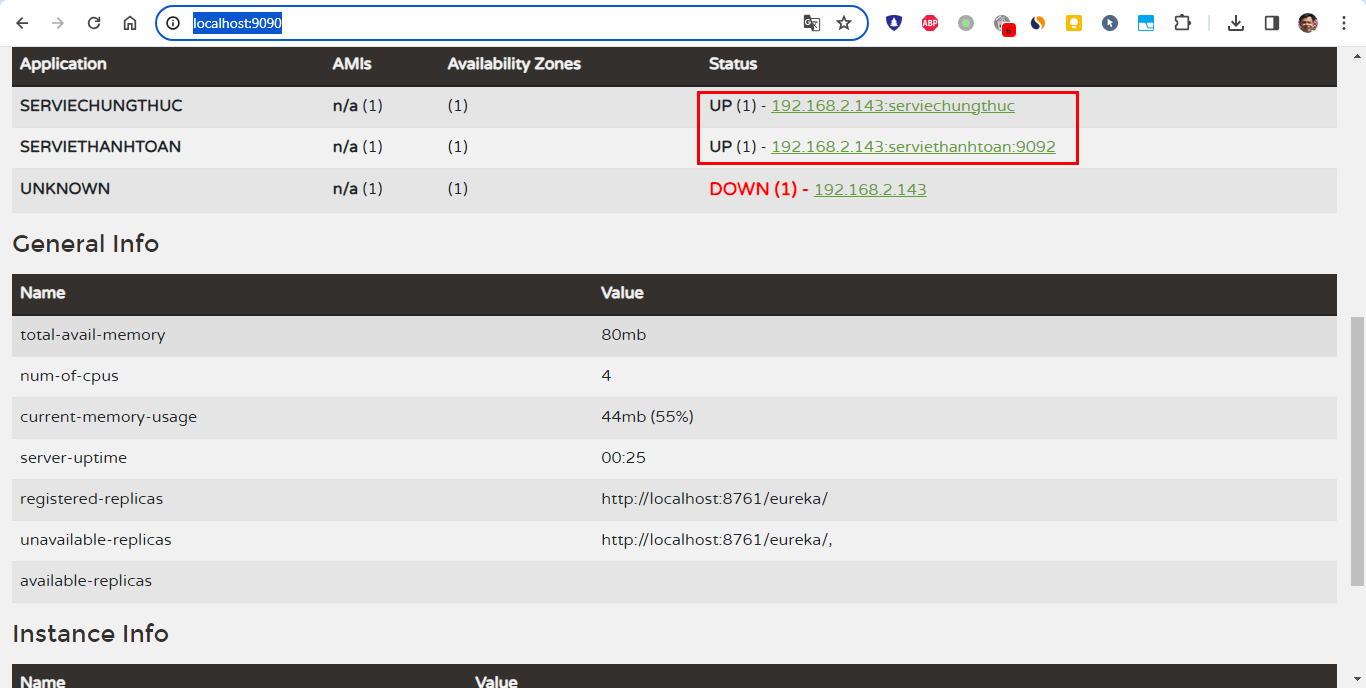 localhost:9090
ABP
6
Application AMIs Availability Zones Status
SERVIECHUNGTHUC n/a (1) (1) UP (1) - 192.168.2.143:serviechungthuc
SERVIETHANHTOAN n/a (1) (1) UP (1) - 192.168.2.143:serviethanhtoan:9092
UNKNOWN n/a (1) (1) DOWN (1) - 192.168.2.143
General Info
Name Value
total-avail-memory 80mb
num-of-cpus 4
current-memory-usage 44mb (55%)
server-uptime 00:25
registered-replicas http://localhost:8761/eureka/
unavailable-replicas http://localhost:8761/eureka/,
available-replicas
Instance Info
Name Value